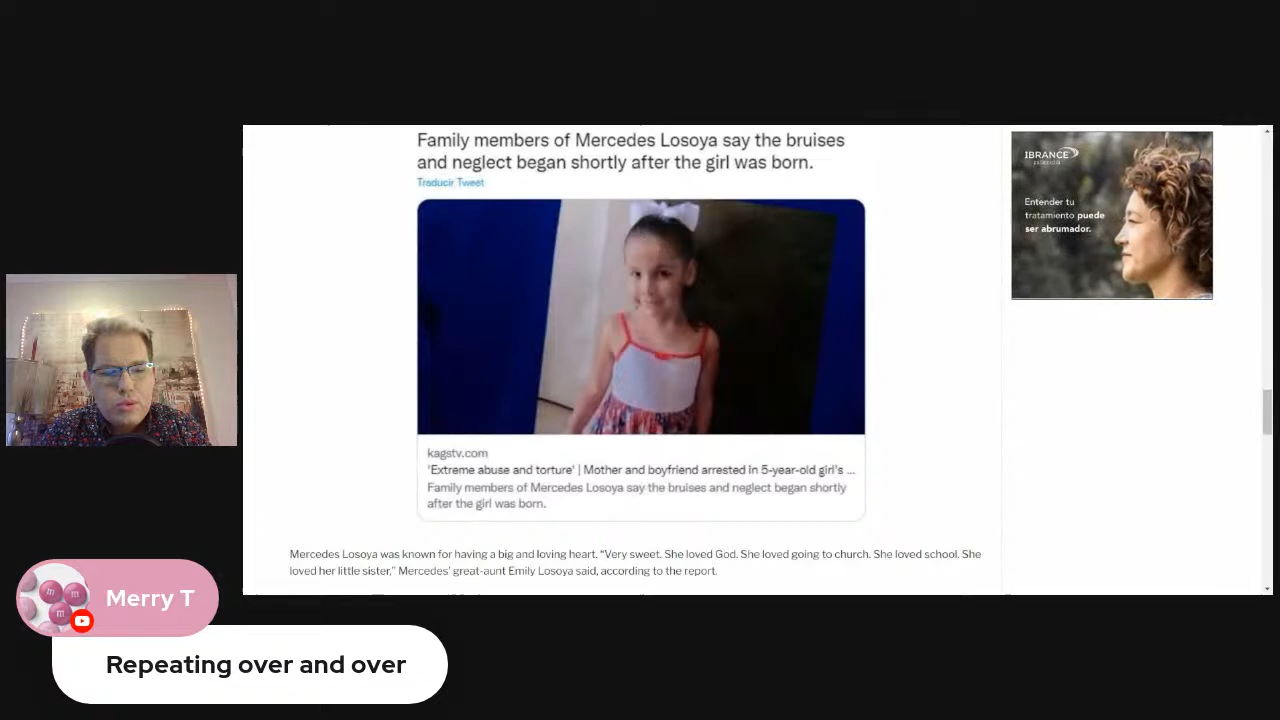 Family members of Mercedes Losoya say the bruises
and neglect began shortly after the girl was born.
Traducir Tweet
kagstv.com
'Extreme abuse and torture' | Mother and boyfriend arrested in 5-year-old girl's ...
Family members of Mercedes Losoya say the bruises and neglect began shortly
after the girl was born.
Mercedes Losoya was known for having a big and loving heart. “Very sweet. She loved God. She loved going to church. She loved school. She
loved her little sister,” Mercedes’ great-aunt Emily Losoya said, according to the report.
IBRANCE
Entender tu
tratamiento puede
ser abrumador.
Merry T
Repeating over and over